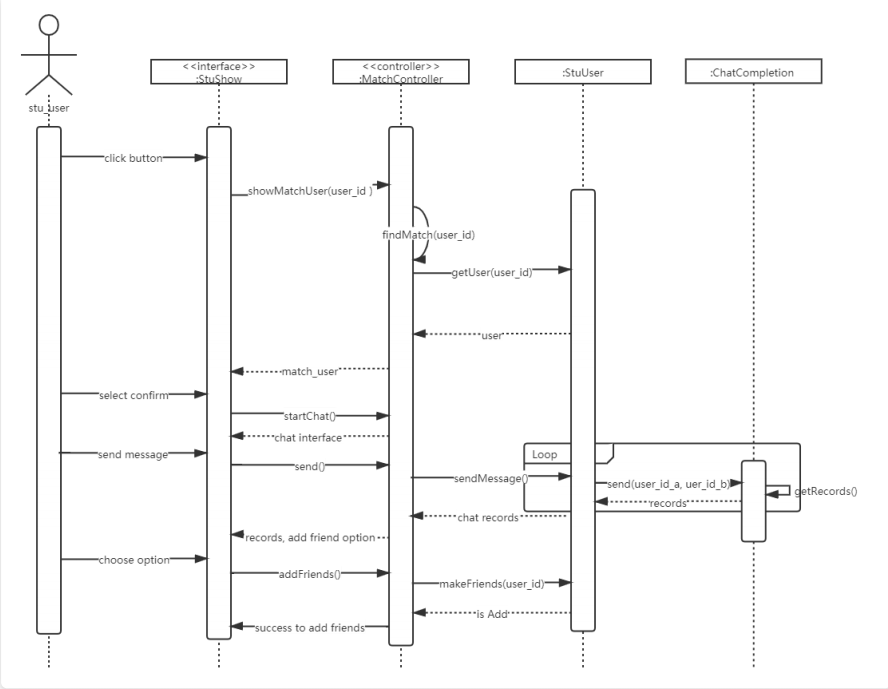 <<interface>>
:StuShow
<<controller>>
:MatchController
:StuUser
:ChatCompletion
stu_user
click button
showMatchUser(user_id )
findMatch(user_id)
getUser(user_id)
user
match_user
select confirm
startChat()
chat interface
send message
Loop
send()
sendMessage()
send(user_id_a, uer_id_b)
getRecords()
records
chat records
records, add friend option
choose option
addFriends()
makeFriends(user_id)
is Add
success to add friends